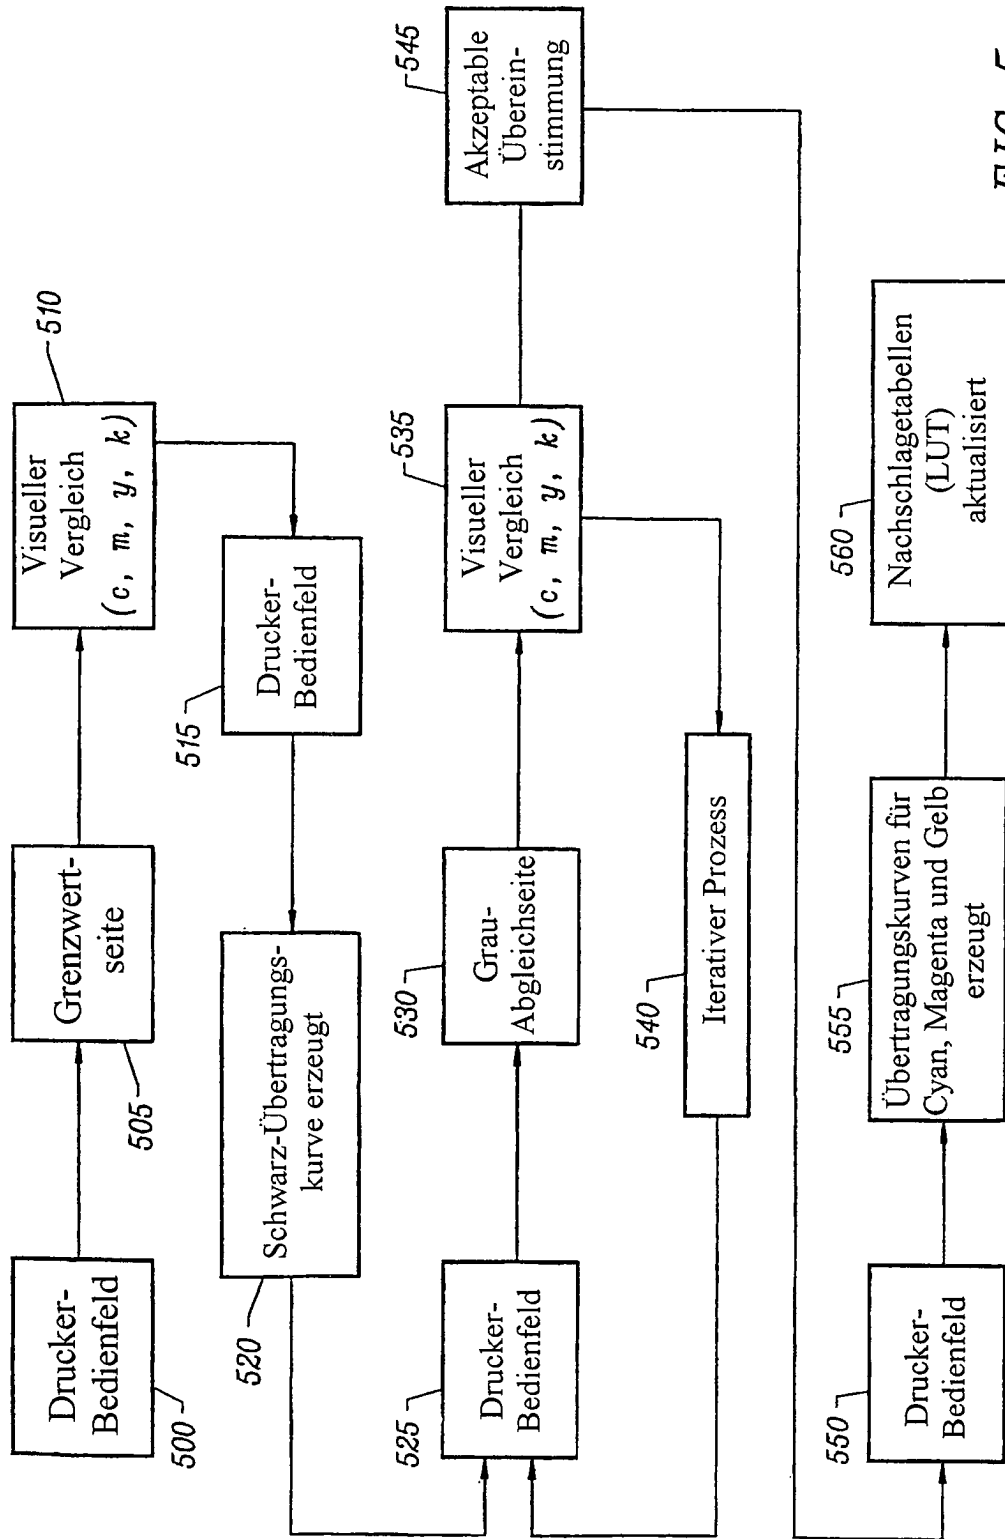 Drucker-
Bedienfeld
500
Grenzwert-
seite
505
Visueller
Vergleich
(c, m, y, k)
510
Drucker-
Bedienfeld
515
Schwarz-Übertragungs-
kurve erzeugt
520
Drucker-
Bedienfeld
525
Grau-
Abgleichseite
530
Visueller
Vergleich
(c, m, y, k)
535
Iterativer Prozess
540
Akzeptable
Überein-
stimmung
545
Drucker-
Bedienfeld
550
Übertragungskurven für
Cyan, Magenta und Gelb
erzeugt
555
Nachschlagetabellen
(LUT)
aktualisiert
560